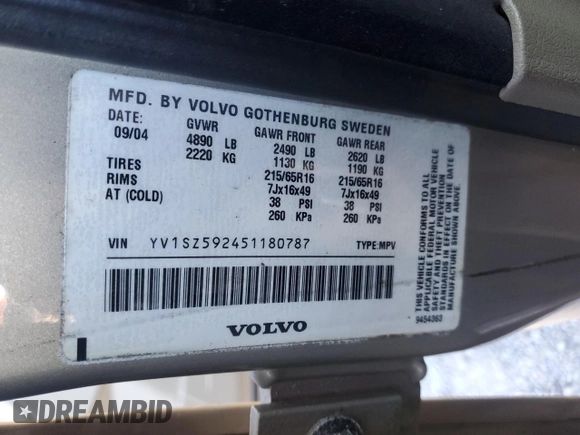 MFD. BY VOLVO GOTHENBURG SWEDEN
DATE: GVWR GAWR FRONT GAWR REAR
09/04 4890 LB 2490 LB 2620 LB
2220 KG 1130 KG 1190 KG
TIRES 215/65R16 215/65R16
RIMS 7Jx16x49 7Jx16x49
AT (COLD) 38 PSI 38 PSI
260 KPa 260 KPa
VIN YV1SZ592451180787 TYPE:MPV
VOLVO
THIS VEHICLE CONFORMS TO ALL
APPLICABLE FEDERAL MOTOR VEHICLE
SAFETY AND THEFT PREVENTION
STANDARDS IN EFFECT ON THE DATE OF
MANUFACTURE SHOWN ABOVE.
9454963
DREAMBID